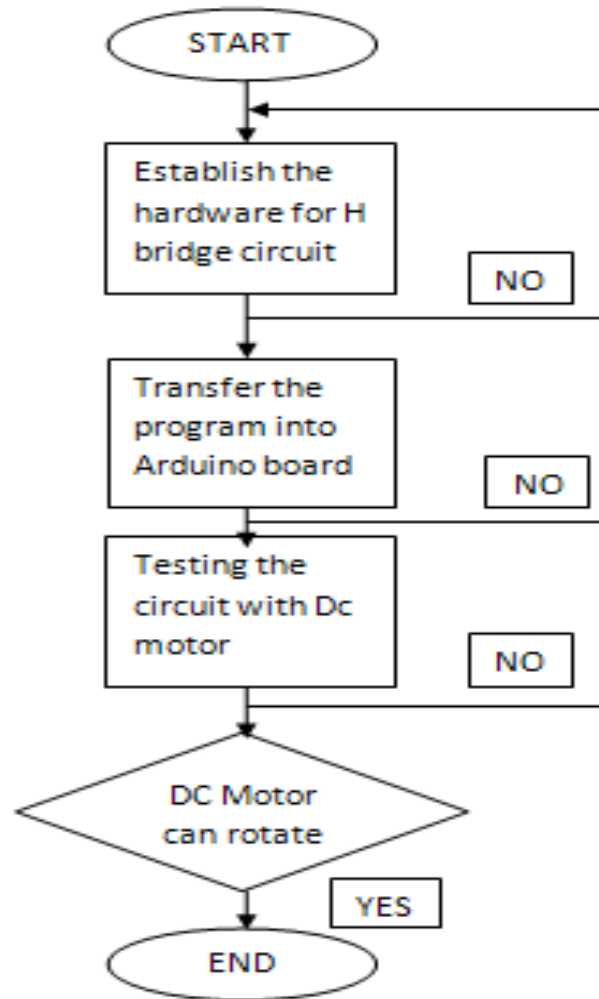 START
Establish the
hardware for H
bridge circuit
NO
Transfer the
program into
Arduino board
NO
Testing the
circuit with Dc
motor
NO
DC Motor
can rotate
YES
END